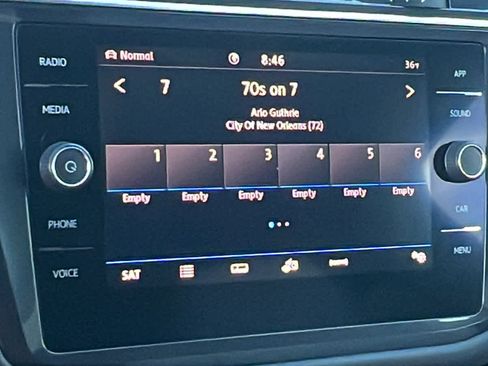 RADIO
Normal
8:46
36°F
APP
7
70s on 7
MEDIA
Arlo Guthrie
City Of New Orleans (72)
SOUND
1 2 3 4 5 6
Empty Empty Empty Empty Empty Empty
PHONE
CAR
VOICE
SAT
MENU